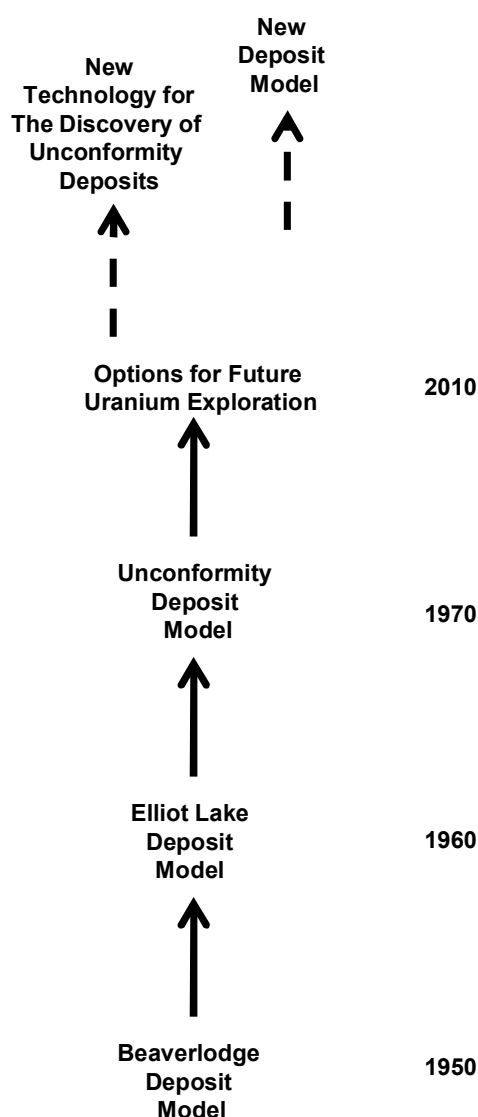 New
Deposit
Model
New
Technology for
The Discovery of
Unconformity
Deposits
Options for Future
Uranium Exploration
2010
Unconformity
Deposit
Model
1970
Elliot Lake
Deposit
Model
1960
Beaverlodge
Deposit
Model
1950